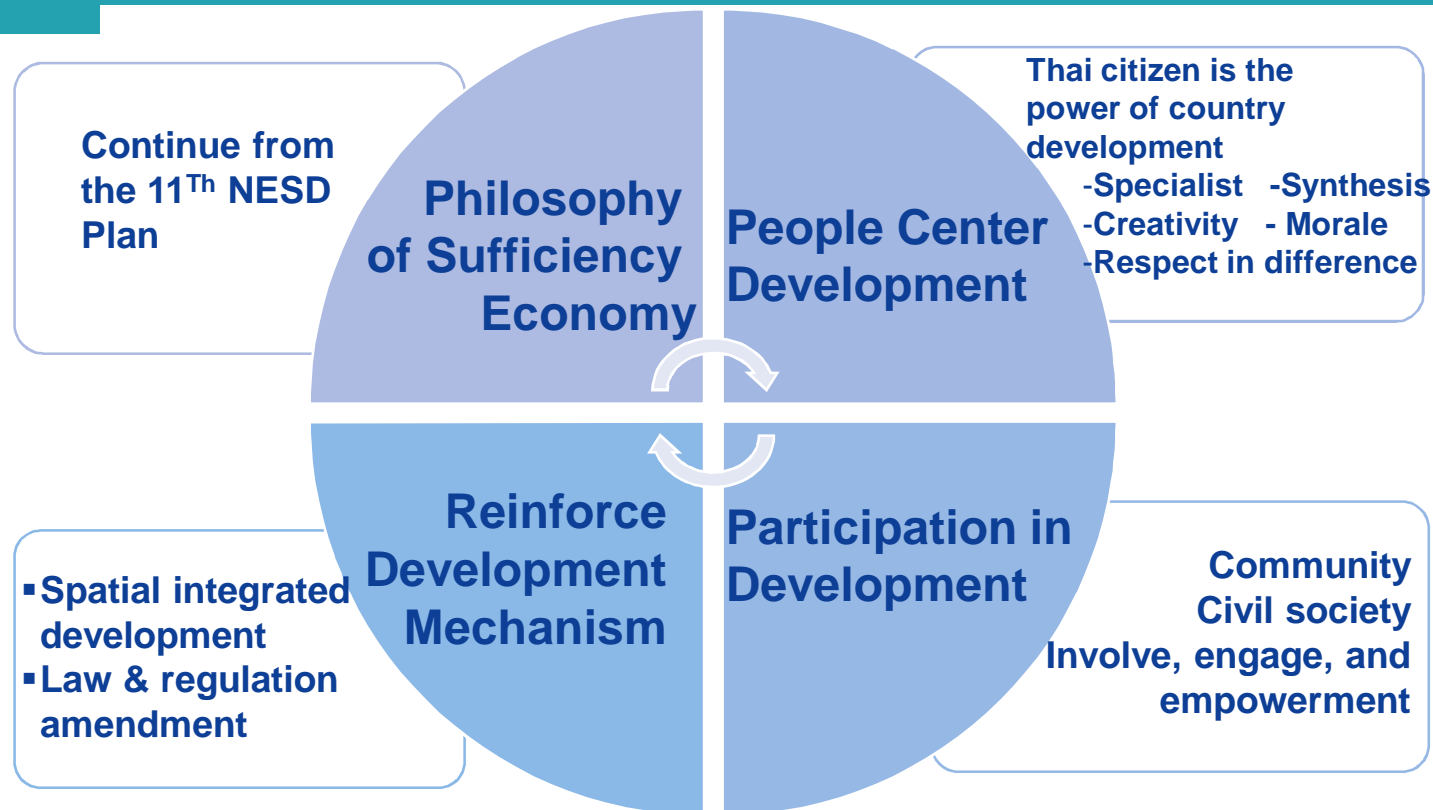 Continue from
the 11Th NESD
Plan
Philosophy
of Sufficiency
Economy
People Center
Development
Thai citizen is the
power of country
development
-Specialist -Synthesis
-Creativity - Morale
-Respect in difference
▪Spatial integrated
development
▪Law & regulation
amendment
Reinforce
Development
Mechanism
Participation in
Development
Community
Civil society
Involve, engage, and
empowerment